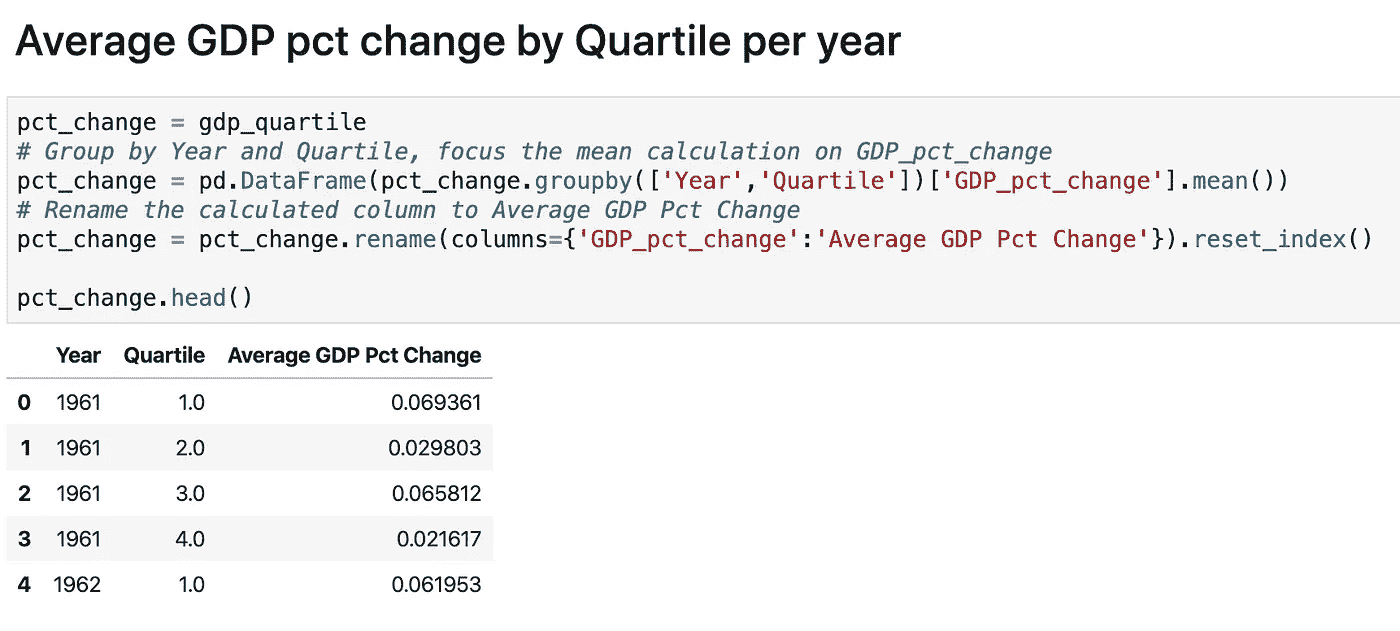 Average GDP pct change by Quartile per year
pct_change = gdp_quartile
# Group by Year and Quartile, focus the mean calculation on GDP_pct_change
pct_change = pd.DataFrame(pct_change.groupby(['Year','Quartile'])['GDP_pct_change'].mean())
# Rename the calculated column to Average GDP Pct Change
pct_change = pct_change.rename(columns={'GDP_pct_change':'Average GDP Pct Change'}).reset_index()
pct_change.head()
Year Quartile Average GDP Pct Change
0 1961 1.0 0.069361
1 1961 2.0 0.029803
2 1961 3.0 0.065812
3 1961 4.0 0.021617
4 1962 1.0 0.061953